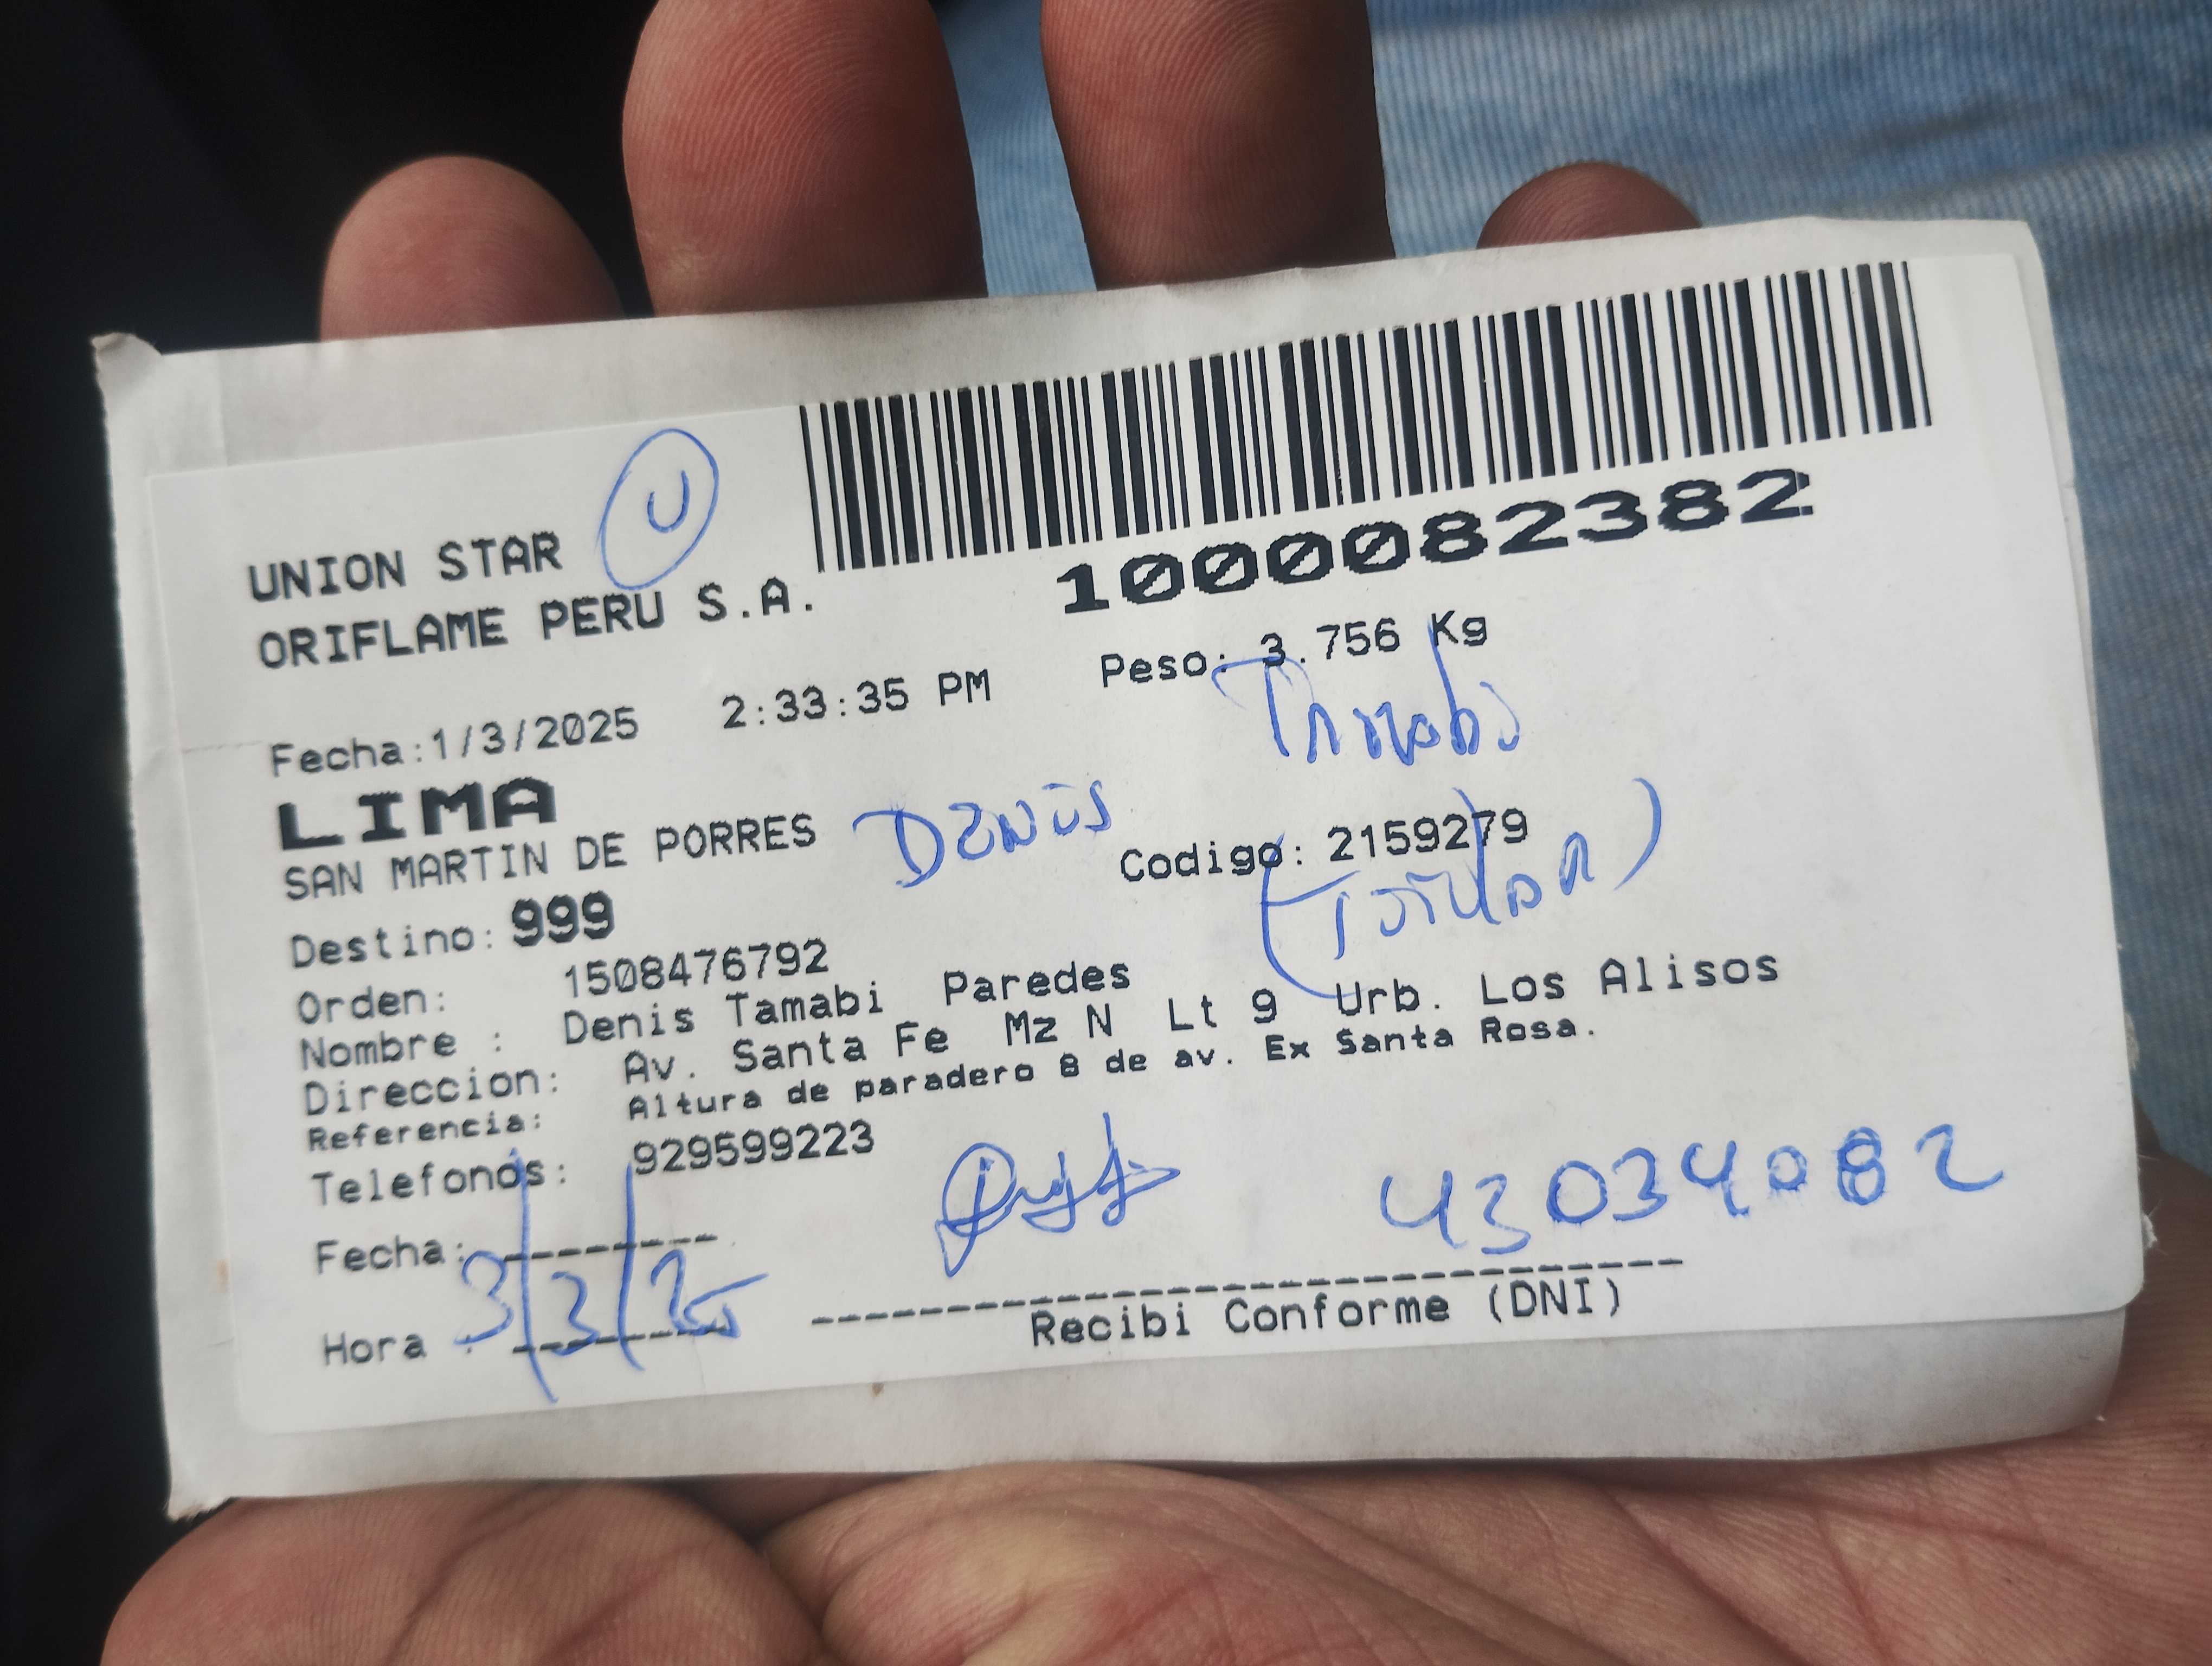 UNION STAR U
ORIFLAME PERU S.A.
1000082382
Fecha:1/3/2025 2:33:35 PM Peso: 3.756 Kg
Tamabi
LIMA
SAN MARTIN DE PORRES Denis
Codigo: 2159279
(Titular)
Destino: 999
Orden: 1508476792
Nombre : Denis Tamabi Paredes
Direccion: Av. Santa Fe Mz N Lt 9 Urb. Los Alisos
Referencia: Altura de paradero 8 de av. Ex Santa Rosa.
Telefonos: 929599223
Fecha: --------- 43034082
3/3/25
Hora : ---------
Recibi Conforme (DNI)